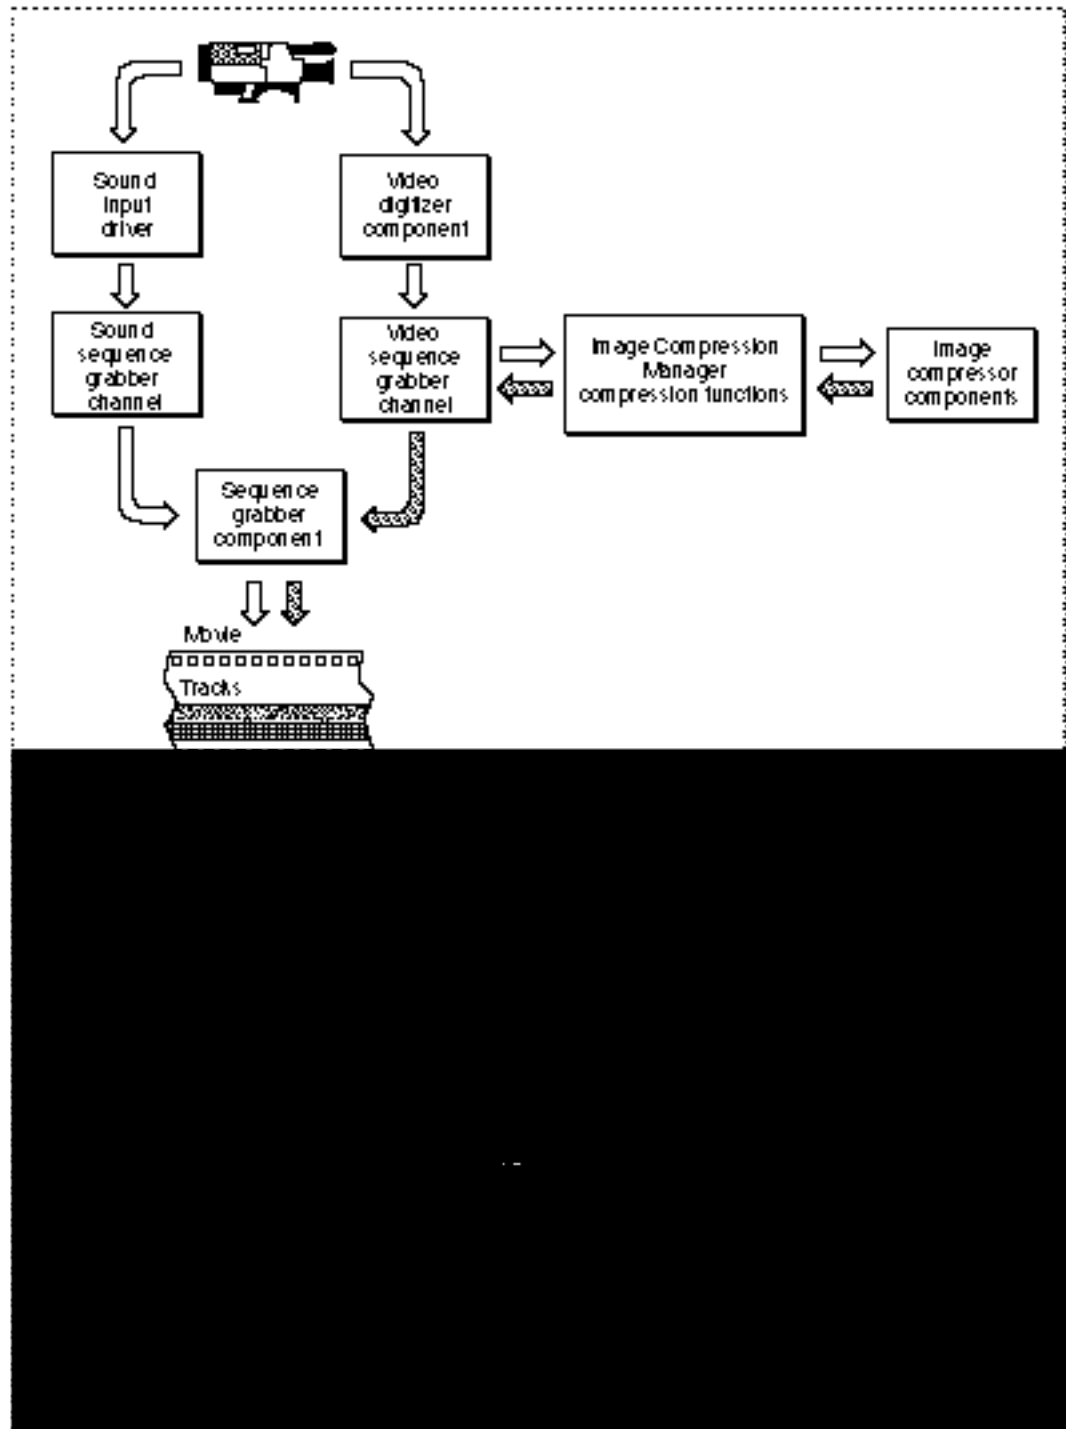 Sound
input
driver
Video
digitizer
component
Sound
sequence
grabber
channel
Video
sequence
grabber
channel
Image Compression
Manager
compression functions
Image
compressor
components
Sequence
grabber
component
Movie
Tracks